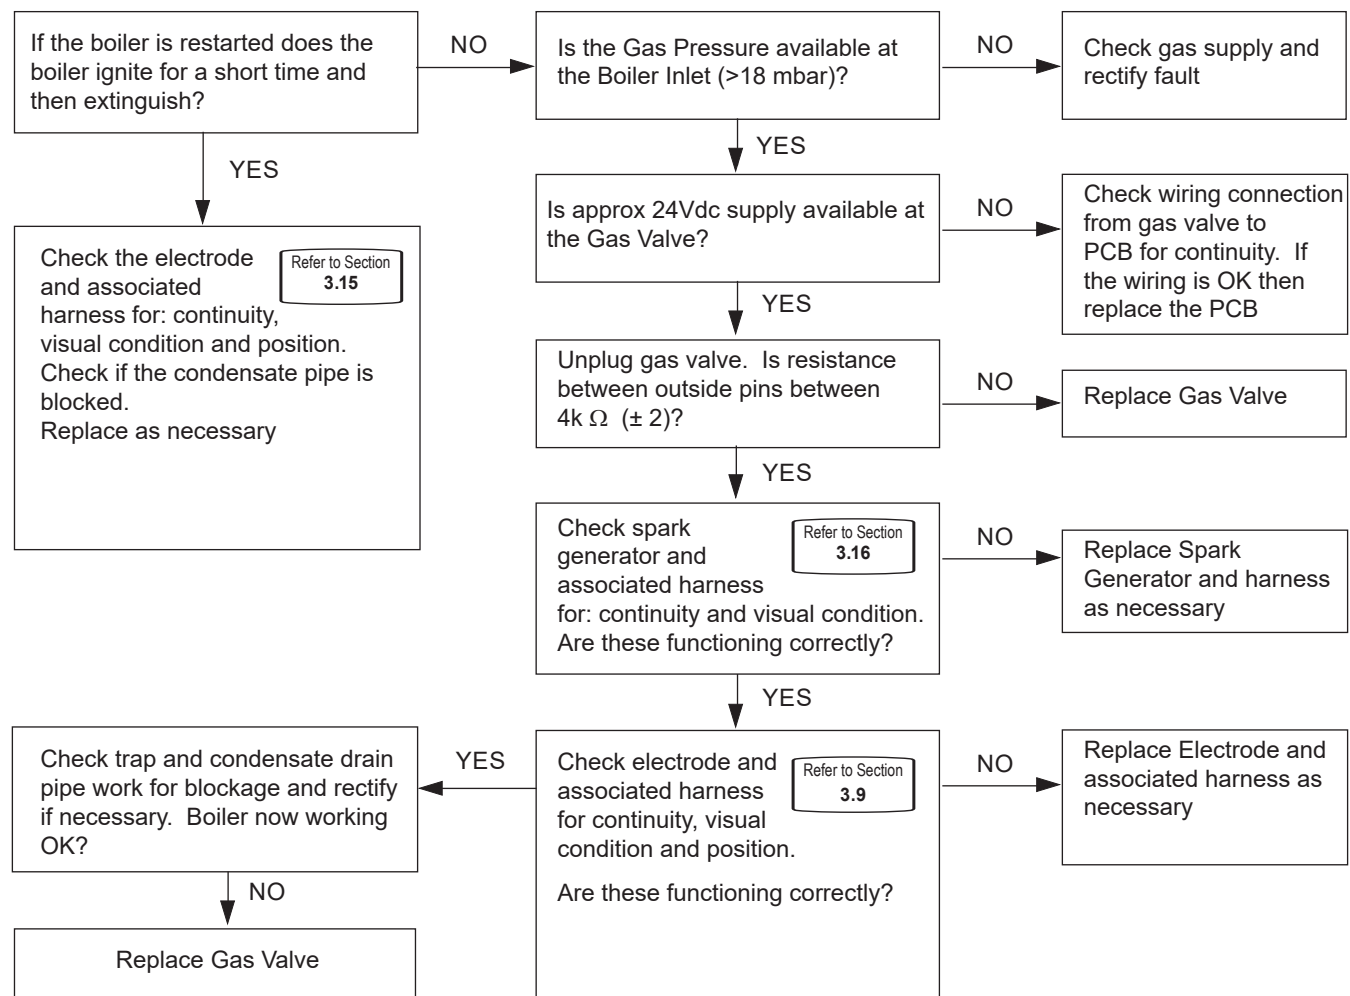 If the boiler is restarted does the
boiler ignite for a short time and
then extinguish?
NO
Is the Gas Pressure available at
the Boiler Inlet (>18 mbar)?
NO
Check gas supply and
rectify fault
YES
YES
Check the electrode
and associated
harness for: continuity,
visual condition and position.
Check if the condensate pipe is
blocked.
Replace as necessary
Refer to Section
3.15
Is approx 24Vdc supply available at
the Gas Valve?
NO
Check wiring connection
from gas valve to
PCB for continuity.  If
the wiring is OK then
replace the PCB
YES
Unplug gas valve.  Is resistance
between outside pins between
4k Ω  (± 2)?
NO
Replace Gas Valve
YES
Check spark
generator and
associated harness
for: continuity and visual condition.
Are these functioning correctly?
Refer to Section
3.16
NO
Replace Spark
Generator and harness
as necessary
YES
Check electrode and
associated harness
for continuity, visual
condition and position.
Are these functioning correctly?
Refer to Section
3.9
NO
Replace Electrode and
associated harness as
necessary
YES
Check trap and condensate drain
pipe work for blockage and rectify
if necessary.  Boiler now working
OK?
NO
Replace Gas Valve